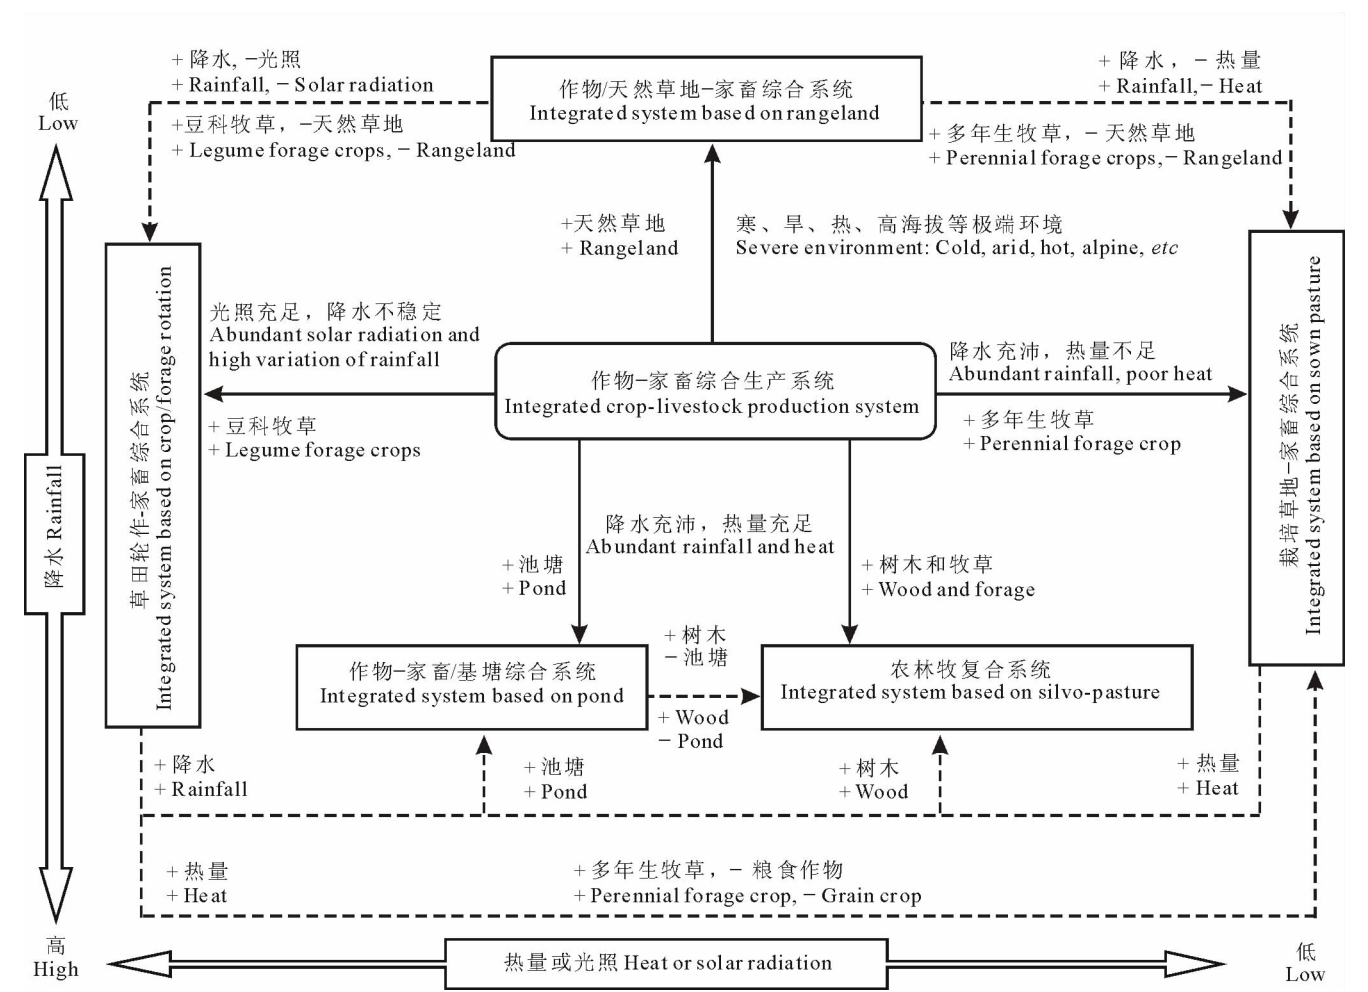 + 降水, −光照
+ Rainfall, − Solar radiation
+豆科牧草，−天然草地
+ Legume forage crops, − Rangeland
作物/天然草地−家畜综合系统
Integrated system based on rangeland
+ 降水，− 热量
+ Rainfall,− Heat
+多年生牧草，− 天然草地
+ Perennial forage crops,− Rangeland
低
Low
降水 Rainfall
高
High
+天然草地
+ Rangeland
寒、旱、热、高海拔等极端环境
Severe environment: Cold, arid, hot, alpine, etc
草田轮作-家畜综合系统
Integrated system based on crop/forage rotation
光照充足，降水不稳定
Abundant solar radiation and
high variation of rainfall
+ 豆科牧草
+ Legume forage crops
作物−家畜综合生产系统
Integrated crop-livestock production system
降水充沛，热量不足
Abundant rainfall, poor heat
+ 多年生牧草
+ Perennial forage crop
栽培草地−家畜综合系统
Integrated system based on sown pasture
降水充沛，热量充足
Abundant rainfall and heat
+ 池塘
+ Pond
+ 树木和牧草
+ Wood and forage
作物−家畜/基塘综合系统
Integrated system based on pond
+ 树木
− 池塘
+ Wood
− Pond
农林牧复合系统
Integrated system based on silvo-pasture
+ 降水
+ Rainfall
+ 池塘
+ Pond
+ 树木
+ Wood
+ 热量
+ Heat
+ 热量
+ Heat
+ 多年生牧草，− 粮食作物
+ Perennial forage crop, − Grain crop
热量或光照 Heat or solar radiation
低
Low